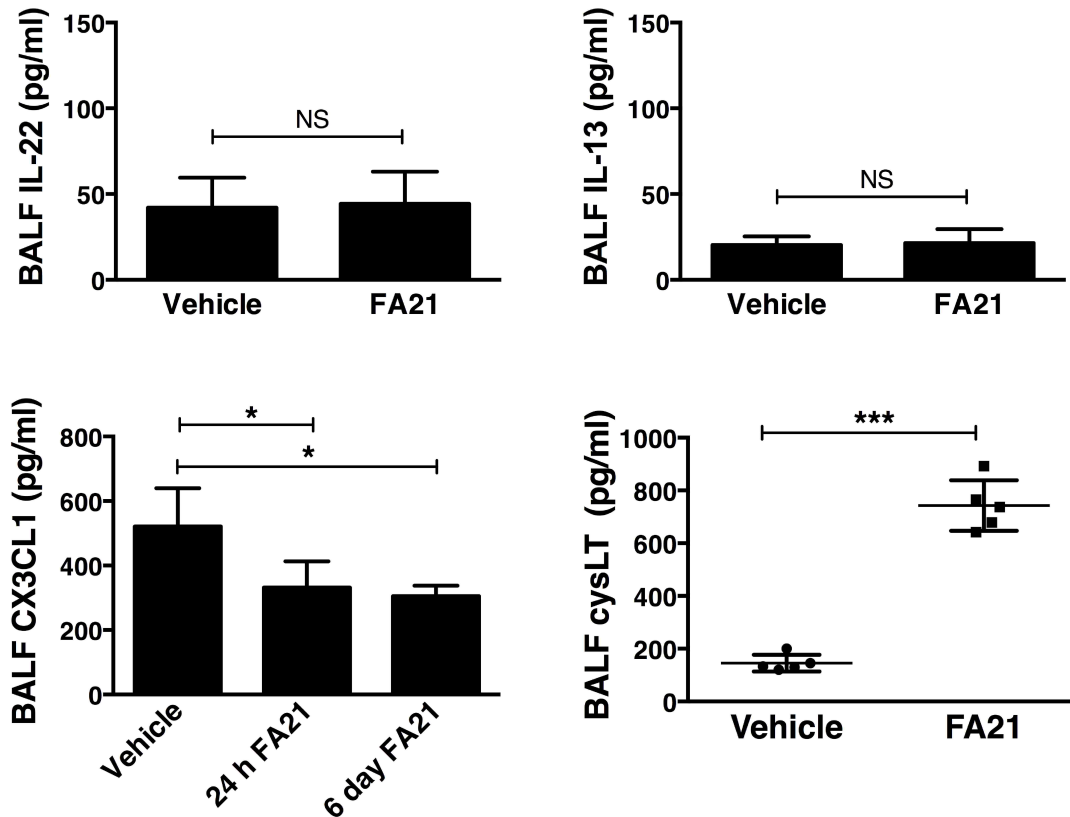 BALF IL-22 (pg/ml)
150
100
50
0
NS
Vehicle FA21
BALF IL-13 (pg/ml)
150
100
50
0
NS
Vehicle FA21
BALF CX3CL1 (pg/ml)
800
600
400
200
0
*
*
Vehicle
24 h FA21
6 day FA21
BALF cysLT (pg/ml)
1000
800
600
400
200
0
***
Vehicle FA21